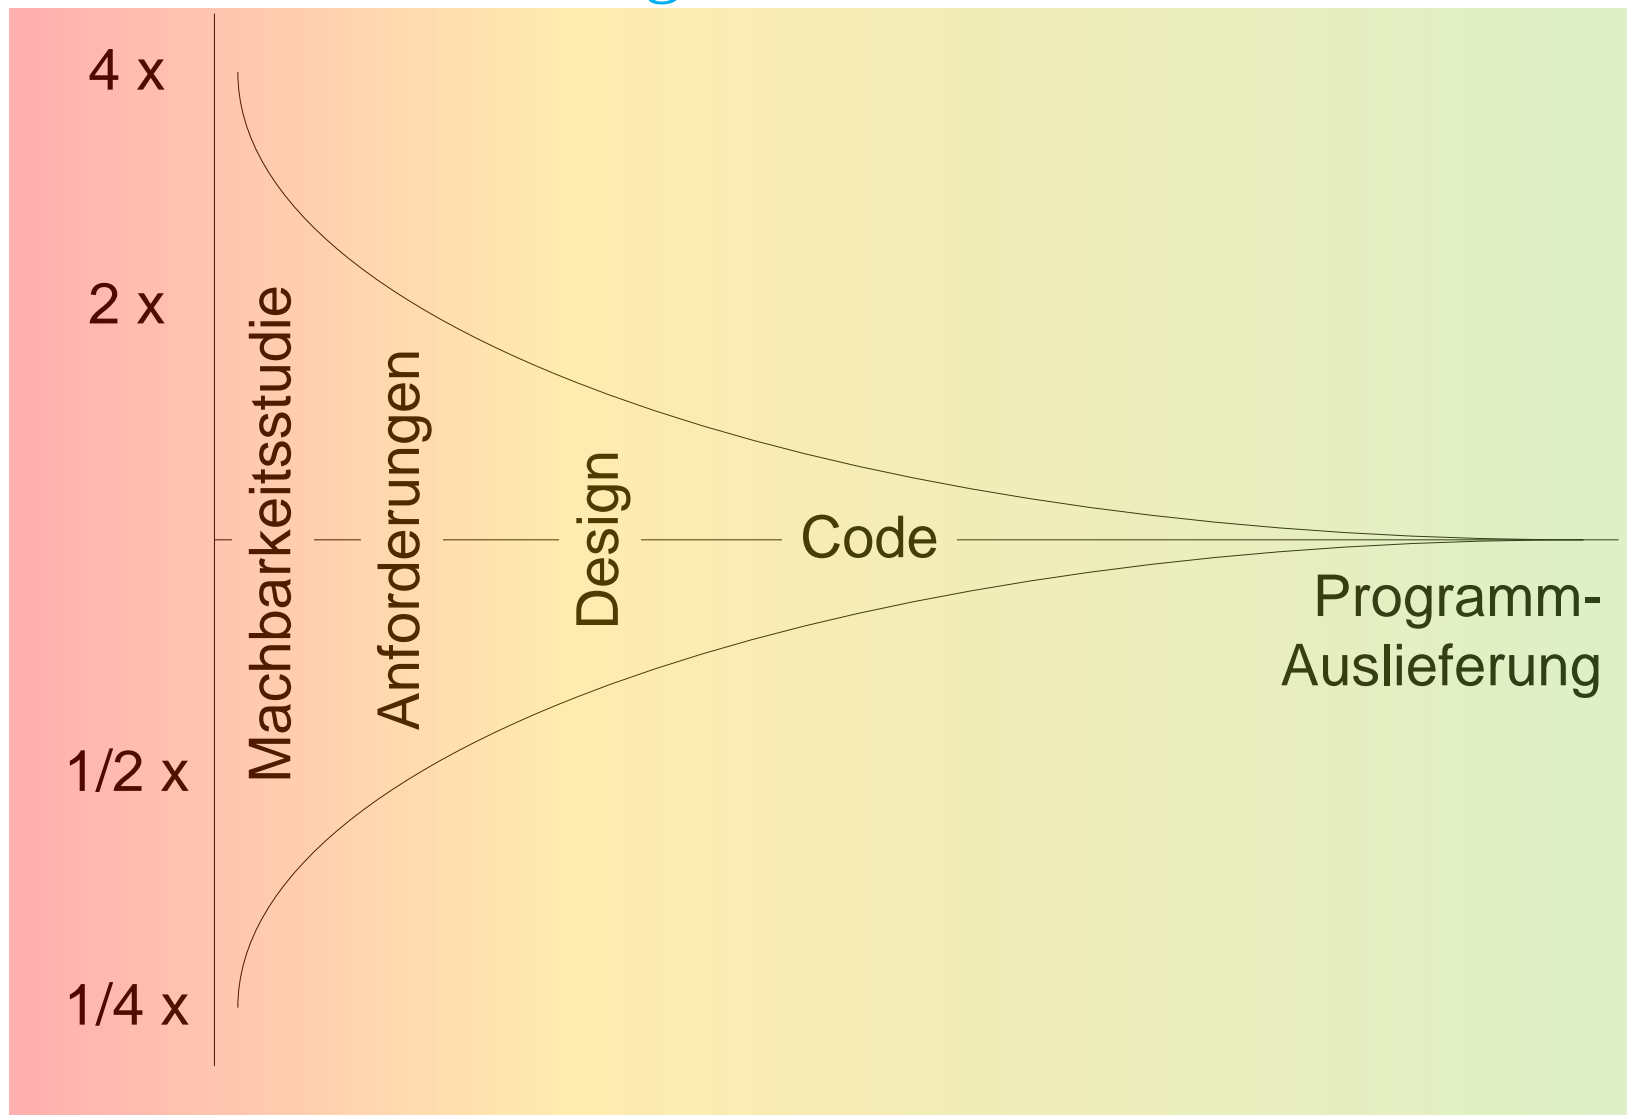 4 x
2 x
1/2 x
1/4 x
Machbarkeitsstudie
Anforderungen
Design
Code
Programm-
Auslieferung